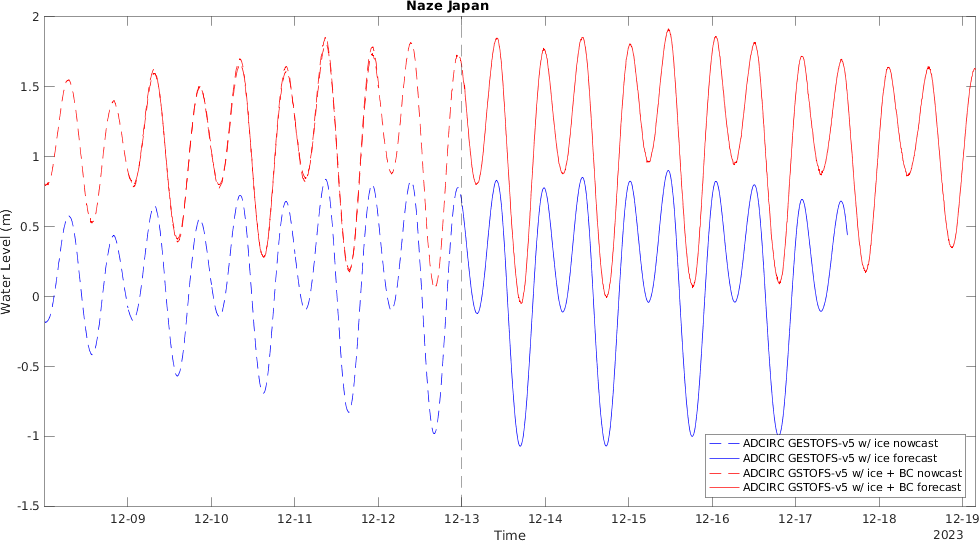 Naze Japan
2
1.5
1
0.5
0
-0.5
-1
-1.5
Water Level (m)
12-09 12-10 12-11 12-12 12-13 12-14 12-15 12-16 12-17 12-18 12-19
Time
2023
ADCIRC GESTOFS-v5 w/ ice nowcast
ADCIRC GESTOFS-v5 w/ ice forecast
ADCIRC GSTOFS-v5 w/ ice + BC nowcast
ADCIRC GSTOFS-v5 w/ ice + BC forecast